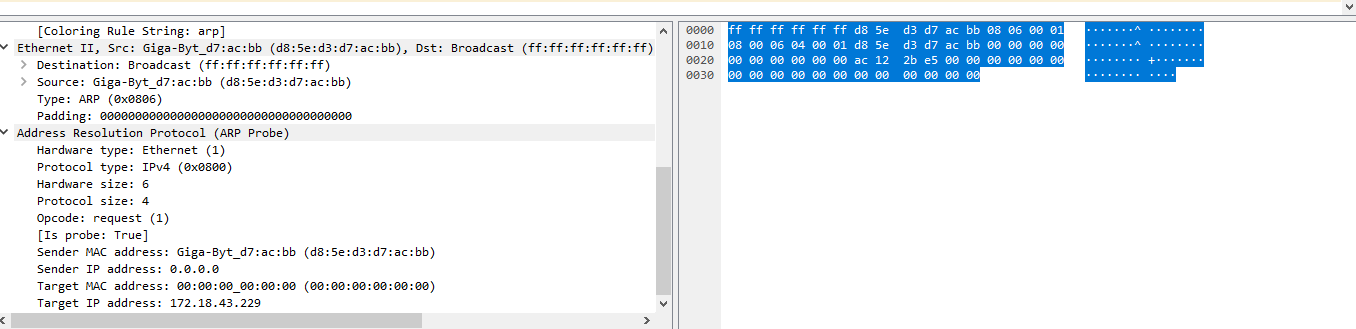 [Coloring Rule String: arp]
Ethernet II, Src: Giga-Byt_d7:ac:bb (d8:5e:d3:d7:ac:bb), Dst: Broadcast (ff:ff:ff:ff:ff:ff)
Destination: Broadcast (ff:ff:ff:ff:ff:ff)
Source: Giga-Byt_d7:ac:bb (d8:5e:d3:d7:ac:bb)
Type: ARP (0x0806)
Padding: 000000000000000000000000000000000000
Address Resolution Protocol (ARP Probe)
Hardware type: Ethernet (1)
Protocol type: IPv4 (0x0800)
Hardware size: 6
Protocol size: 4
Opcode: request (1)
[Is probe: True]
Sender MAC address: Giga-Byt_d7:ac:bb (d8:5e:d3:d7:ac:bb)
Sender IP address: 0.0.0.0
Target MAC address: 00:00:00_00:00:00 (00:00:00:00:00:00)
Target IP address: 172.18.43.229
0000 ff ff ff ff ff ff d8 5e d3 d7 ac bb 08 06 00 01 ·······^ ········
0010 08 00 06 04 00 01 d8 5e d3 d7 ac bb 00 00 00 00 ·······^ ········
0020 00 00 00 00 00 00 ac 12 2b e5 00 00 00 00 00 00 ········ +·······
0030 00 00 00 00 00 00 00 00 00 00 00 00 ········ ····